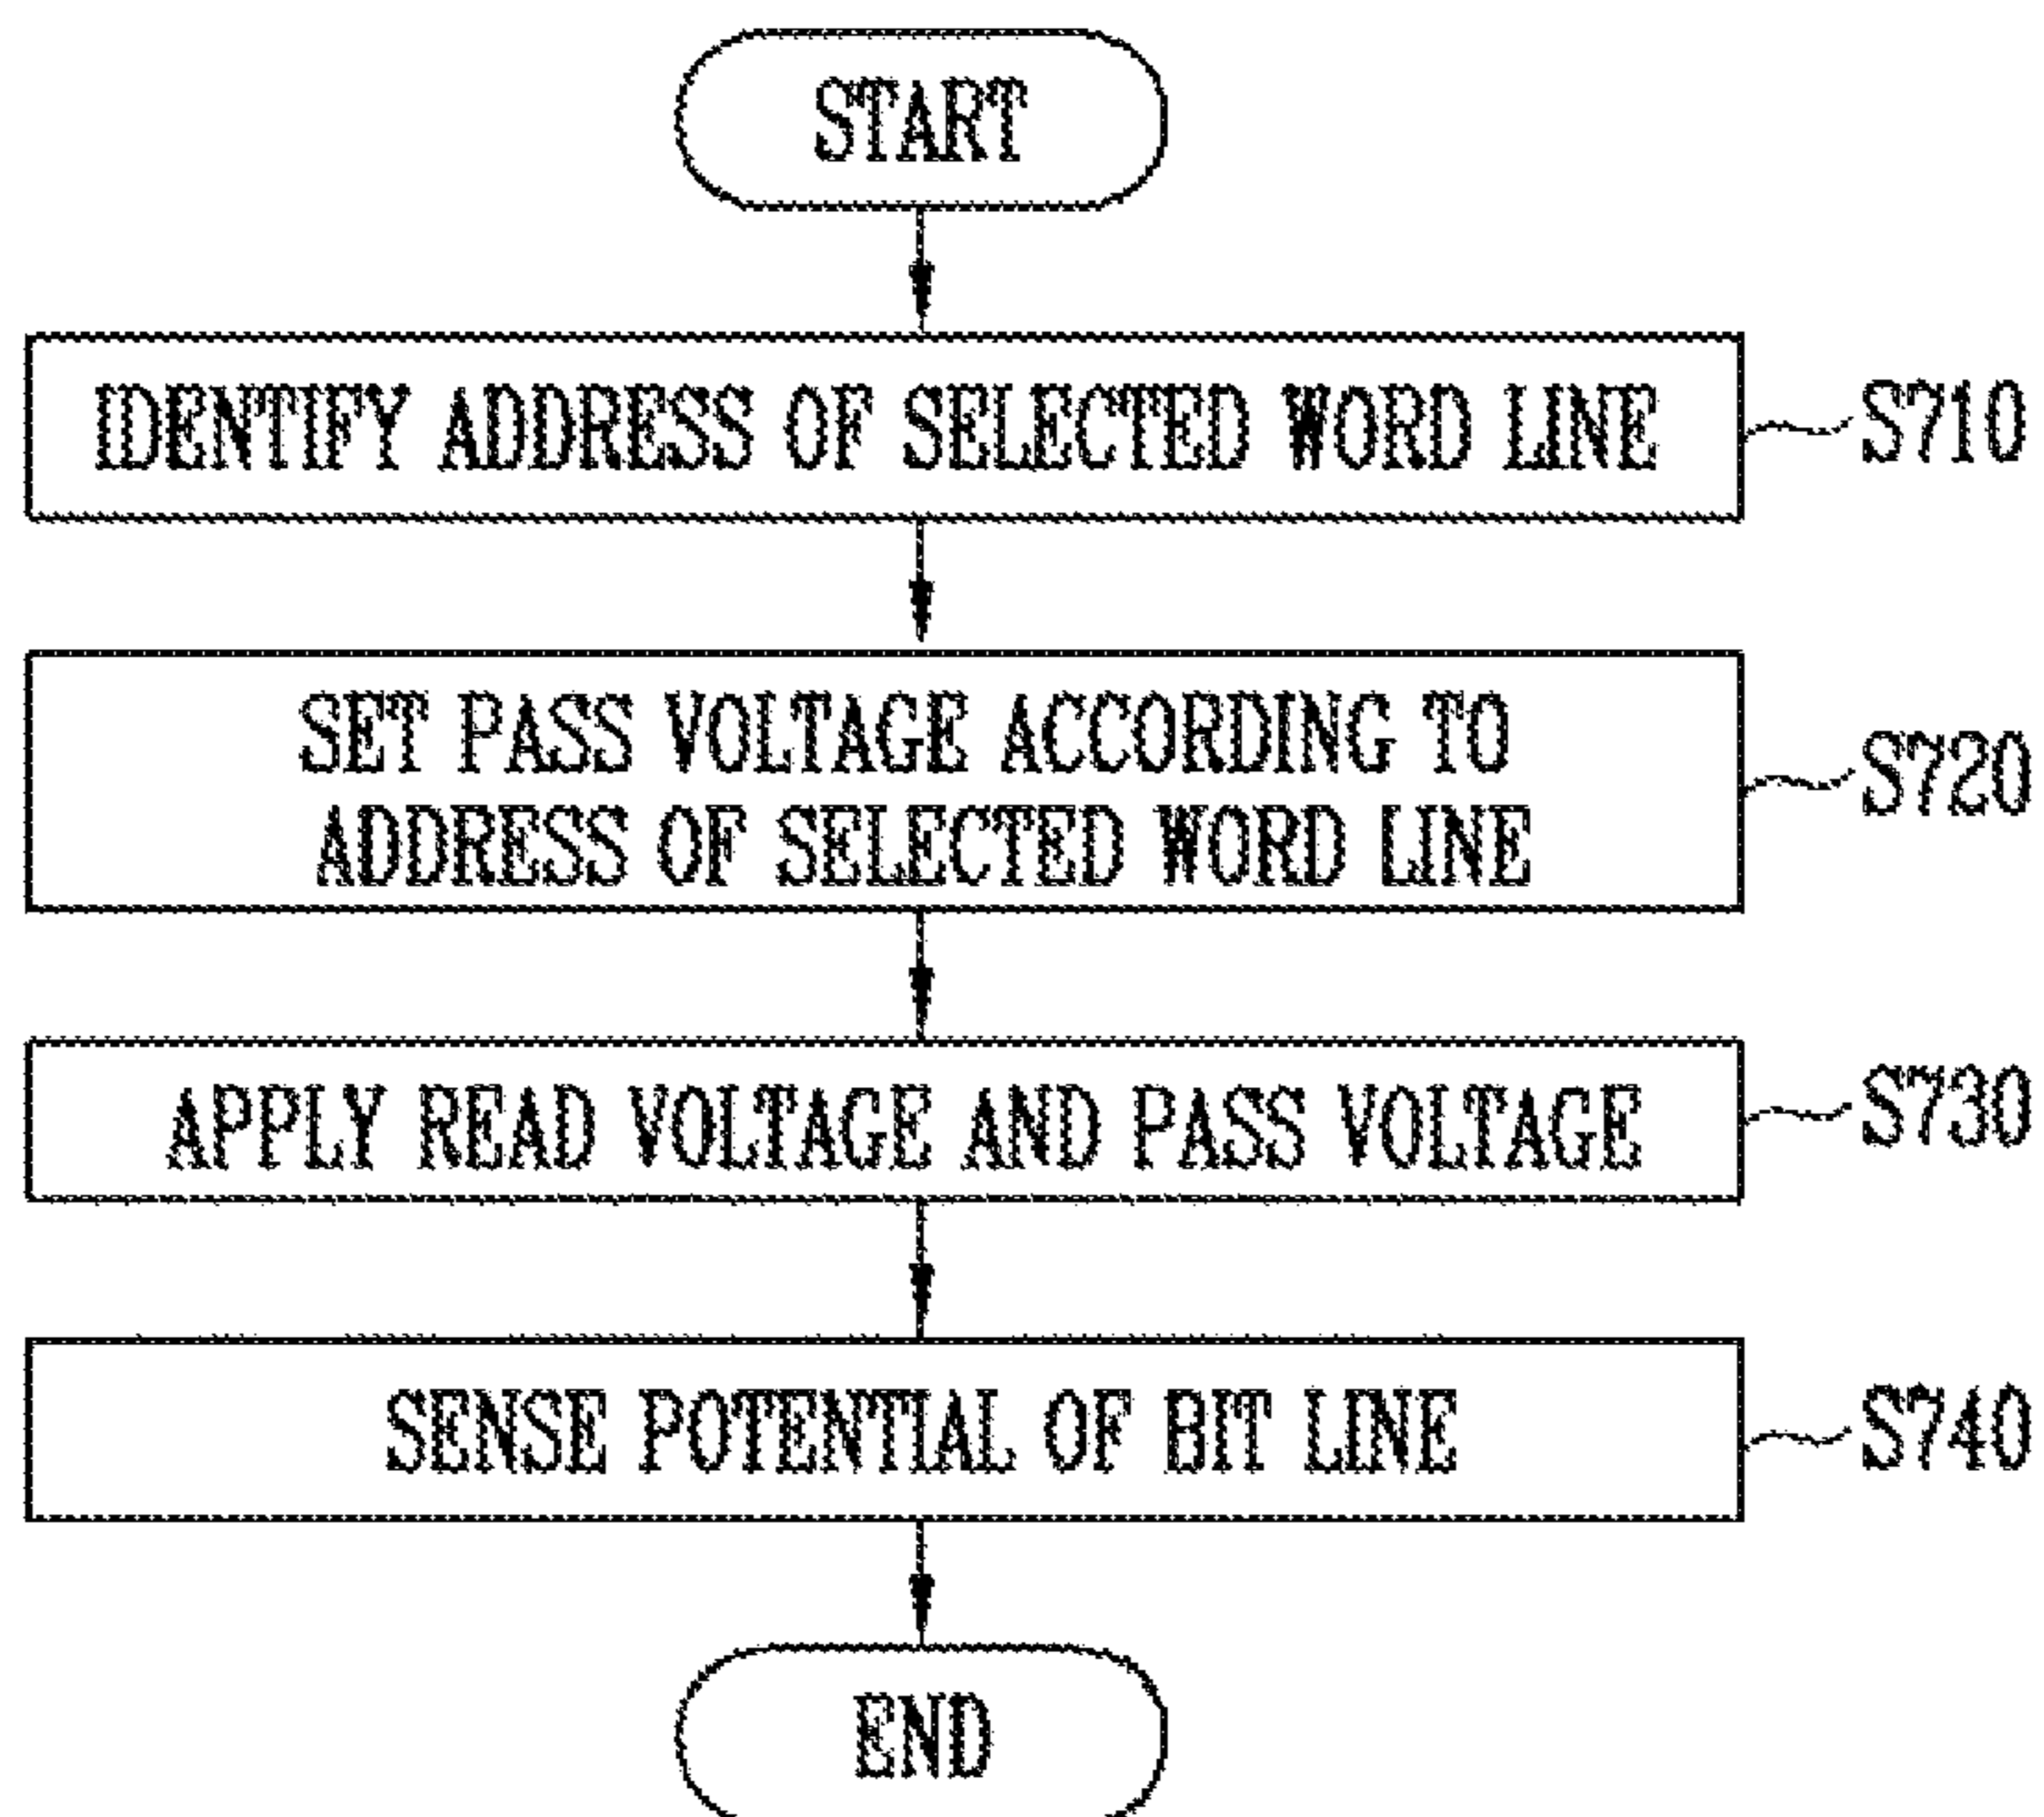 START
IDENTIFY ADDRESS OF SELECTED WORD LINE
S710
SET PASS VOLTAGE ACCORDING TO
ADDRESS OF SELECTED WORD LINE
S720
APPLY READ VOLTAGE AND PASS VOLTAGE
S730
SENSE POTENTIAL OF BIT LINE
S740
END